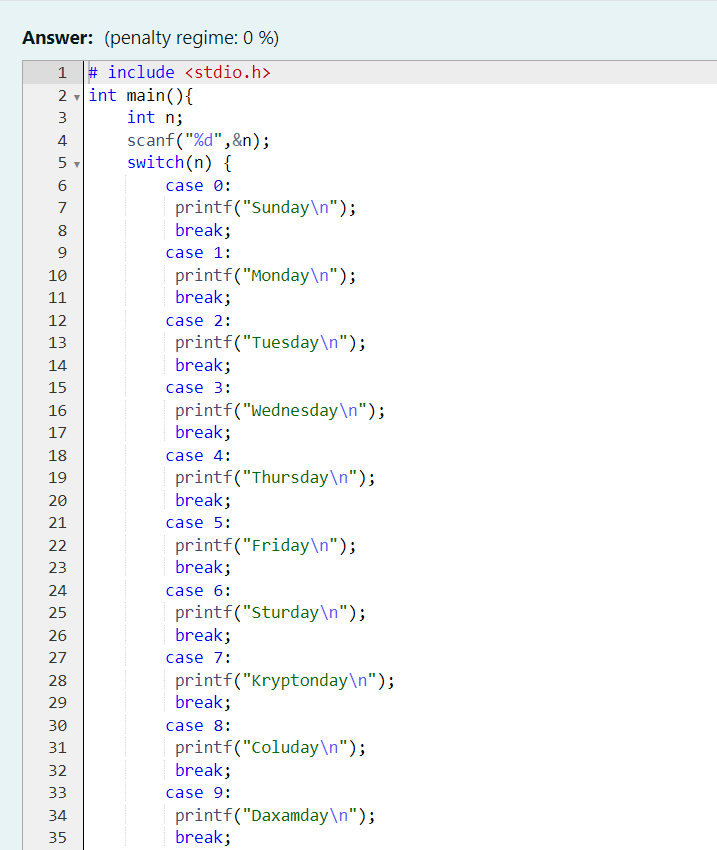 Answer: (penalty regime: 0 %)
1 # include <stdio.h>
2 int main(){
3 int n;
4 scanf("%d",&n);
5 switch(n) {
6 case 0:
7 printf("Sunday\n");
8 break;
9 case 1:
10 printf("Monday\n");
11 break;
12 case 2:
13 printf("Tuesday\n");
14 break;
15 case 3:
16 printf("Wednesday\n");
17 break;
18 case 4:
19 printf("Thursday\n");
20 break;
21 case 5:
22 printf("Friday\n");
23 break;
24 case 6:
25 printf("Sturday\n");
26 break;
27 case 7:
28 printf("Kryptonday\n");
29 break;
30 case 8:
31 printf("Coluday\n");
32 break;
33 case 9:
34 printf("Daxamday\n");
35 break;